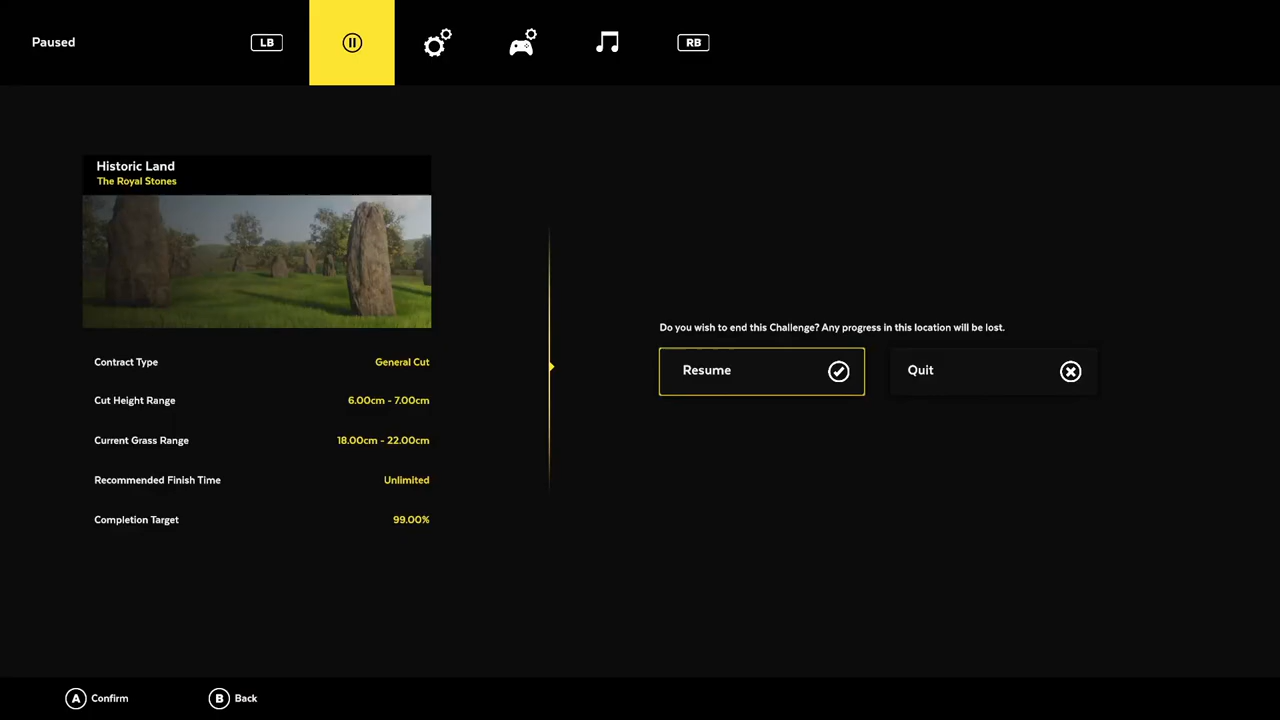 Paused
LB
RB
Historic Land
The Royal Stones
Contract Type General Cut
Cut Height Range 6.00cm - 7.00cm
Current Grass Range 18.00cm - 22.00cm
Recommended Finish Time Unlimited
Completion Target 99.00%
Do you wish to end this Challenge? Any progress in this location will be lost.
Resume
Quit
A Confirm
B Back